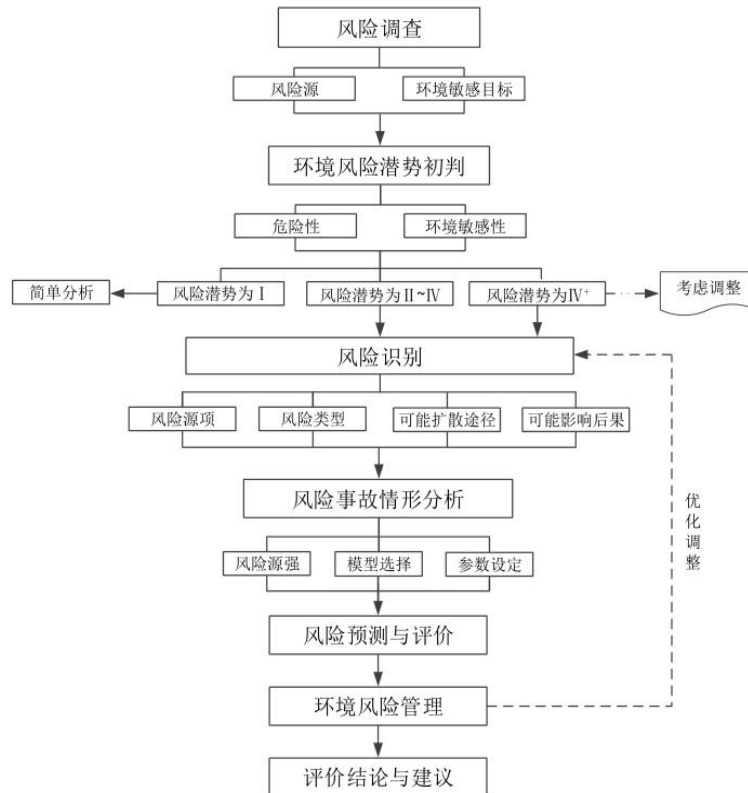 风险调查
风险源
环境敏感目标
环境风险潜势初判
危险性
环境敏感性
简单分析
风险潜势为Ⅰ
风险潜势为Ⅱ~Ⅳ
风险潜势为Ⅳ⁺
考虑调整
风险识别
风险源项
风险类型
可能扩散途径
可能影响后果
风险事故情形分析
优化调整
风险源强
模型选择
参数设定
风险预测与评价
环境风险管理
评价结论与建议